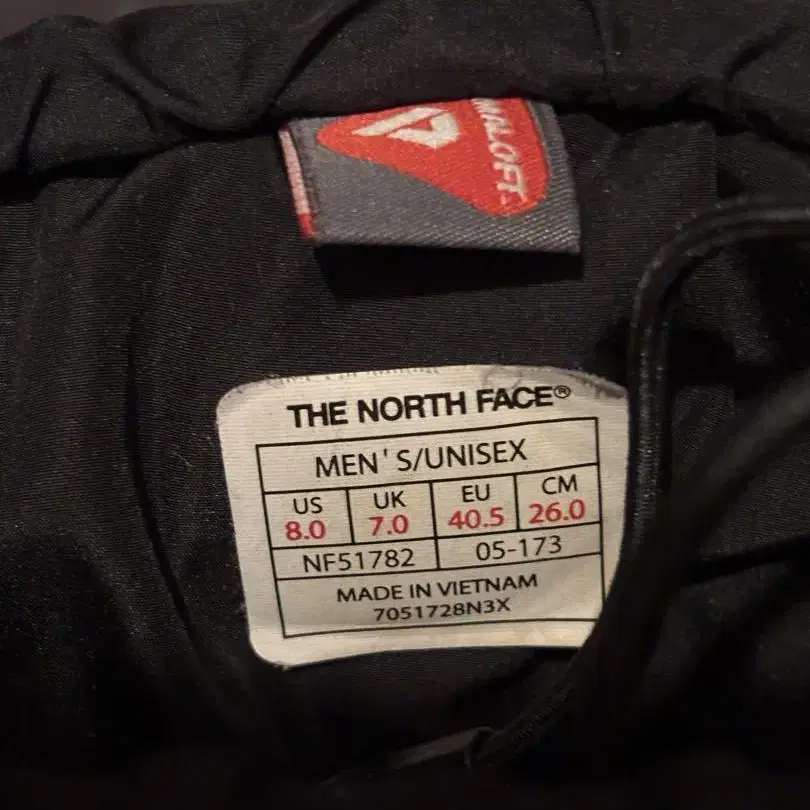 MALOFT
THE NORTH FACE®
MEN'S/UNISEX
US UK EU CM
8.0 7.0 40.5 26.0
NF51782 05-173
MADE IN VIETNAM
7051728N3X